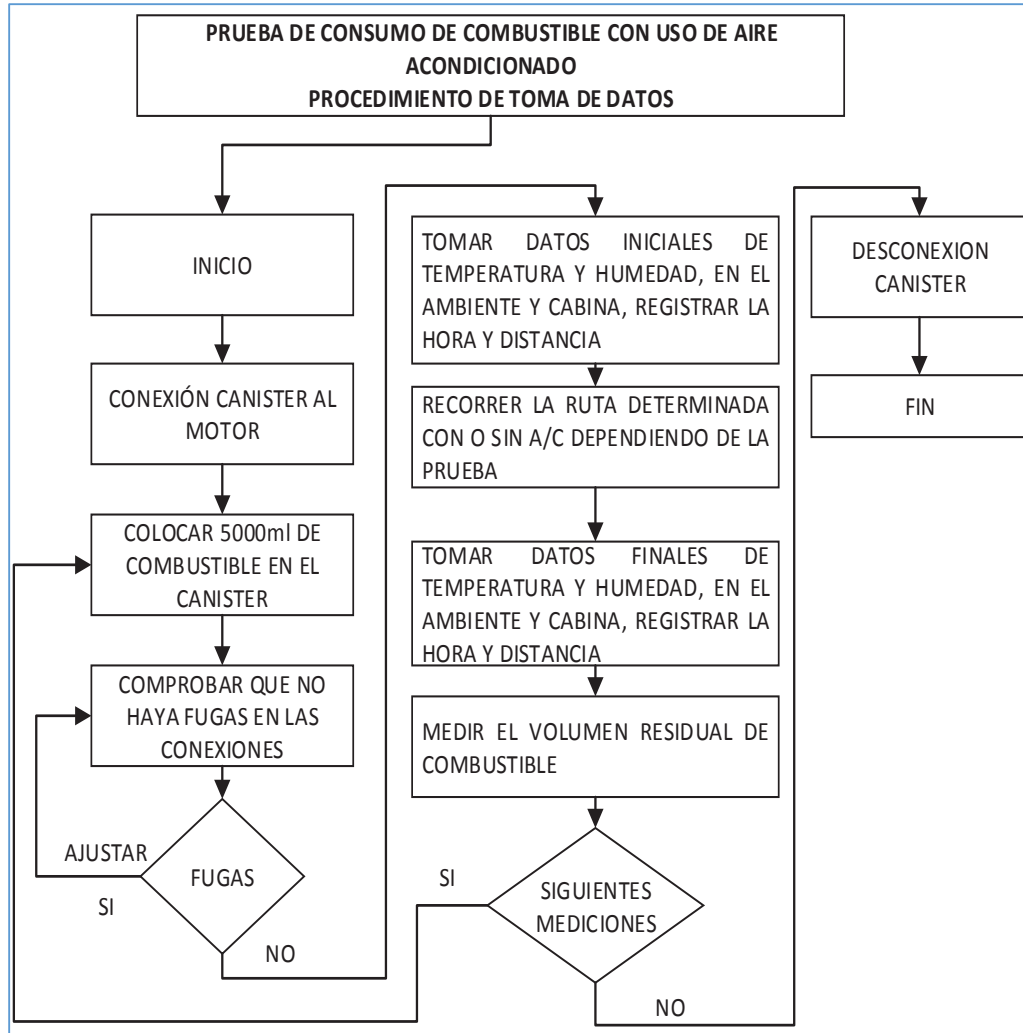 PRUEBA DE CONSUMO DE COMBUSTIBLE CON USO DE AIRE
ACONDICIONADO
PROCEDIMIENTO DE TOMA DE DATOS
INICIO
CONEXIÓN CANISTER AL
MOTOR
COLOCAR 5000ml DE
COMBUSTIBLE EN EL
CANISTER
COMPROBAR QUE NO
HAYA FUGAS EN LAS
CONEXIONES
AJUSTAR
SI
FUGAS
NO
TOMAR DATOS INICIALES DE
TEMPERATURA Y HUMEDAD, EN EL
AMBIENTE Y CABINA, REGISTRAR LA
HORA Y DISTANCIA
RECORRER LA RUTA DETERMINADA
CON O SIN A/C DEPENDIENDO DE LA
PRUEBA
TOMAR DATOS FINALES DE
TEMPERATURA Y HUMEDAD, EN EL
AMBIENTE Y CABINA, REGISTRAR LA
HORA Y DISTANCIA
MEDIR EL VOLUMEN RESIDUAL DE
COMBUSTIBLE
SI
SIGUIENTES
MEDICIONES
NO
DESCONEXION
CANISTER
FIN